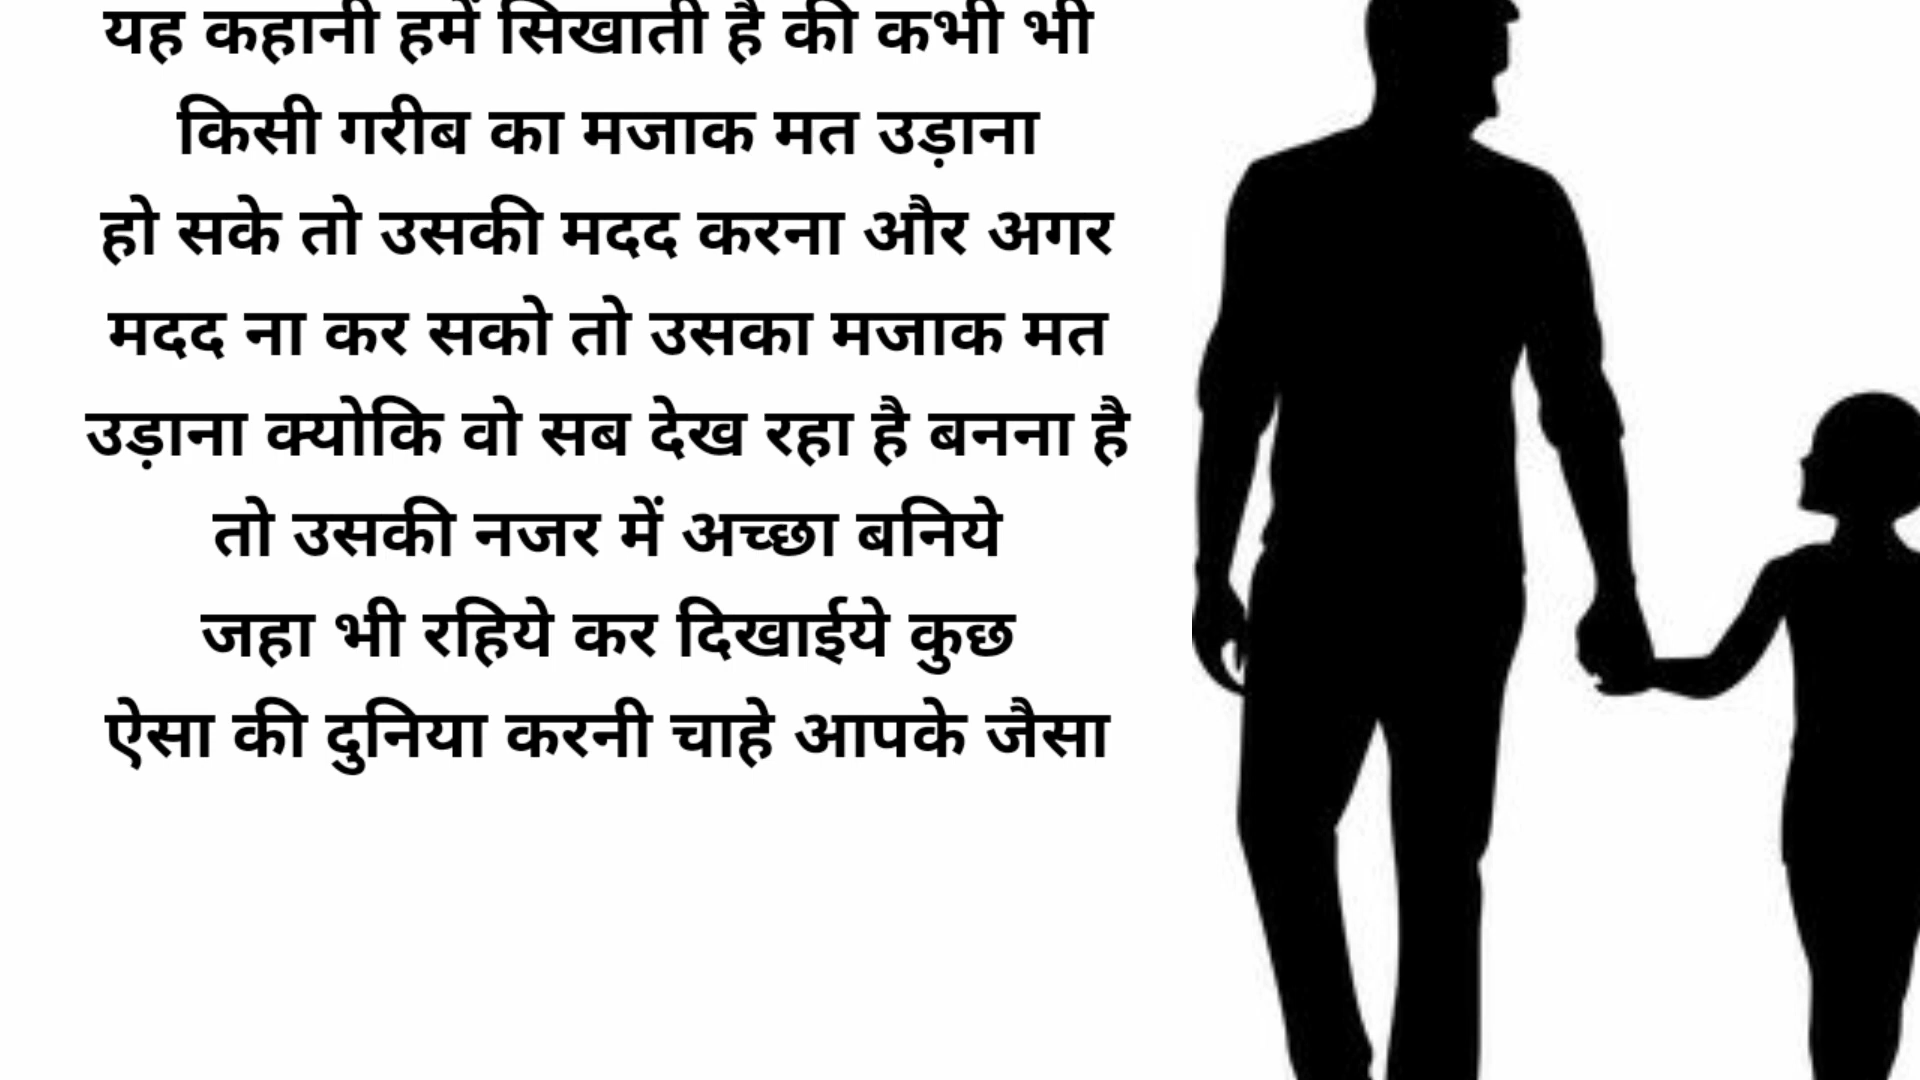 यह कहानी हमें सिखाती है की कभी भी
किसी गरीब का मजाक मत उड़ाना
हो सके तो उसकी मदद करना और अगर
मदद ना कर सको तो उसका मजाक मत
उड़ाना क्योकि वो सब देख रहा है बनना है
तो उसकी नजर में अच्छा बनिये
जहा भी रहिये कर दिखाईये कुछ
ऐसा की दुनिया करनी चाहे आपके जैसा